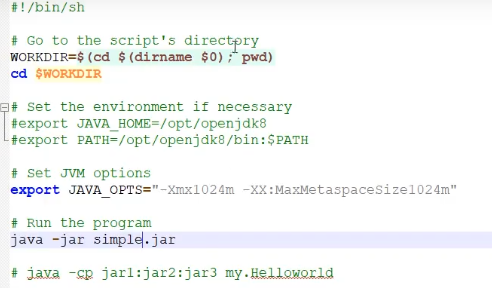 #!/bin/sh
# Go to the script's directory
WORKDIR=$(cd $(dirname $0); pwd)
cd $WORKDIR
# Set the environment if necessary
#export JAVA_HOME=/opt/openjdk8
#export PATH=/opt/openjdk8/bin:$PATH
# Set JVM options
export JAVA_OPTS="-Xmx1024m -XX:MaxMetaspaceSize1024m"
# Run the program
java -jar simple.jar
# java -cp jar1:jar2:jar3 my.Helloworld